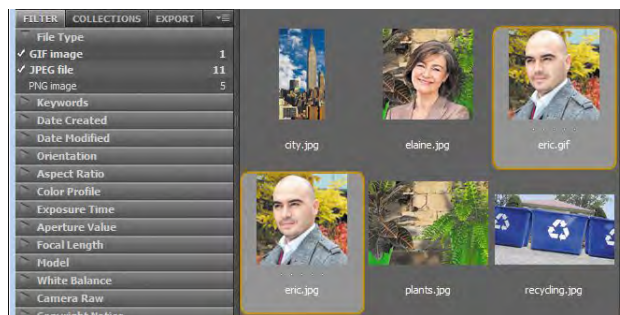 FILTER COLLECTIONS EXPORT
File Type
GIF image 1
JPEG file 11
PNG image 5
Keywords
Date Created
Date Modified
Orientation
Aspect Ratio
Color Profile
Exposure Time
Aperture Value
Focal Length
Model
White Balance
Camera Raw
Copyright Notice
city.jpg elaine.jpg eric.gif
eric.jpg plants.jpg recycling.jpg